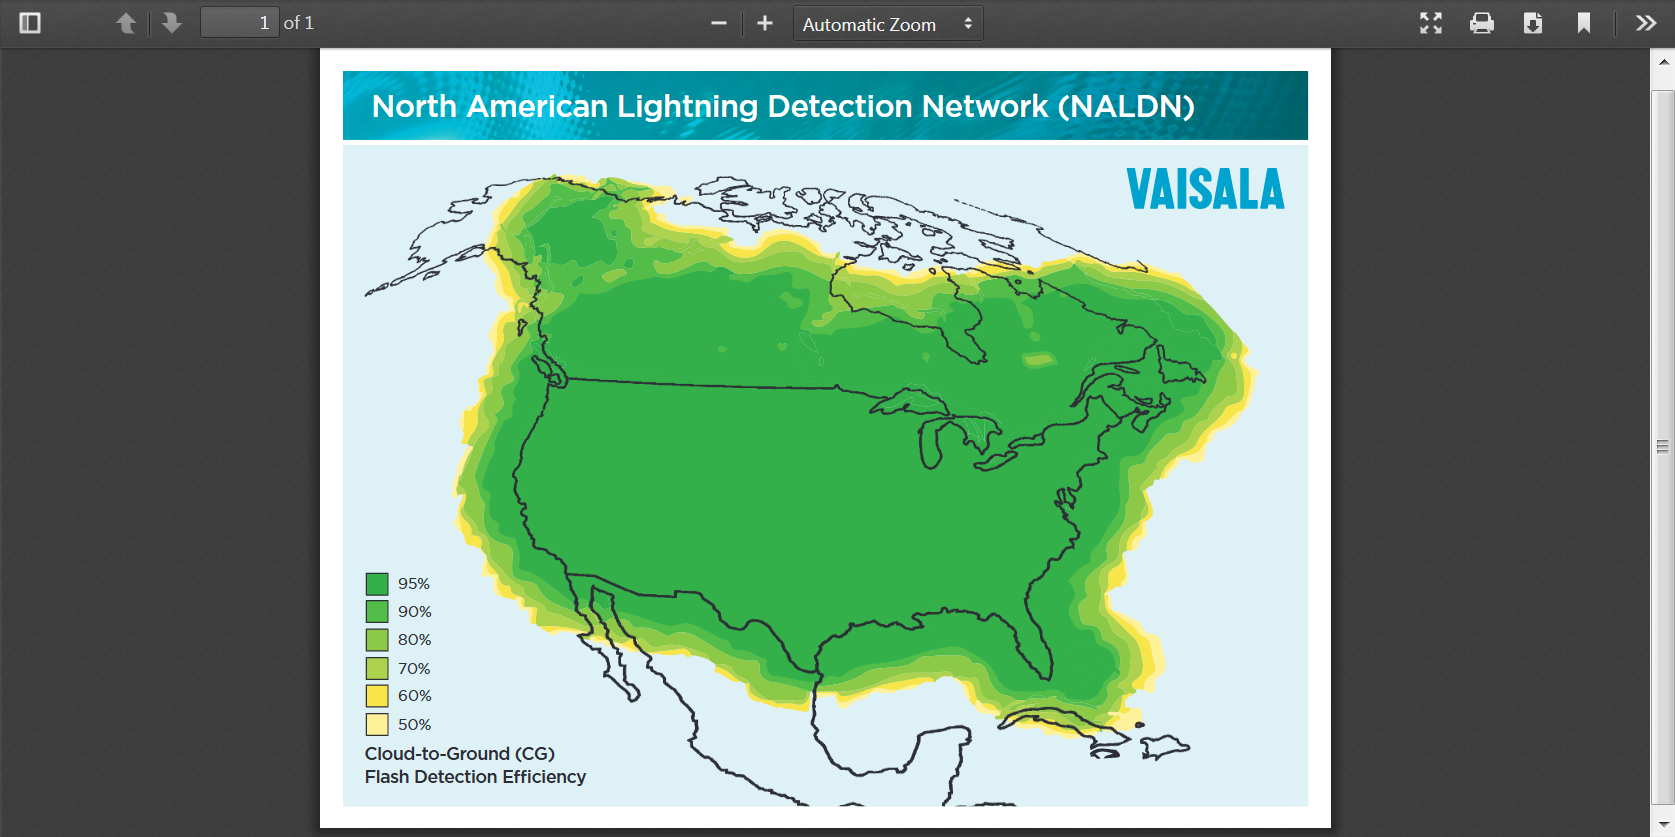 1 of 1
Automatic Zoom
North American Lightning Detection Network (NALDN)
VAISALA
95%
90%
80%
70%
60%
50%
Cloud-to-Ground (CG)
Flash Detection Efficiency